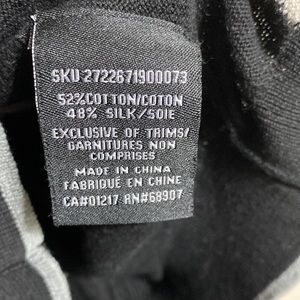 SKU 2722671900073
52%COTTON/COTON
48% SILK/SOIE
EXCLUSIVE OF TRIMS/
GARNITURES NON
COMPRISES
MADE IN CHINA
FABRIQUÉ EN CHINE
CA#01217 RN#68907